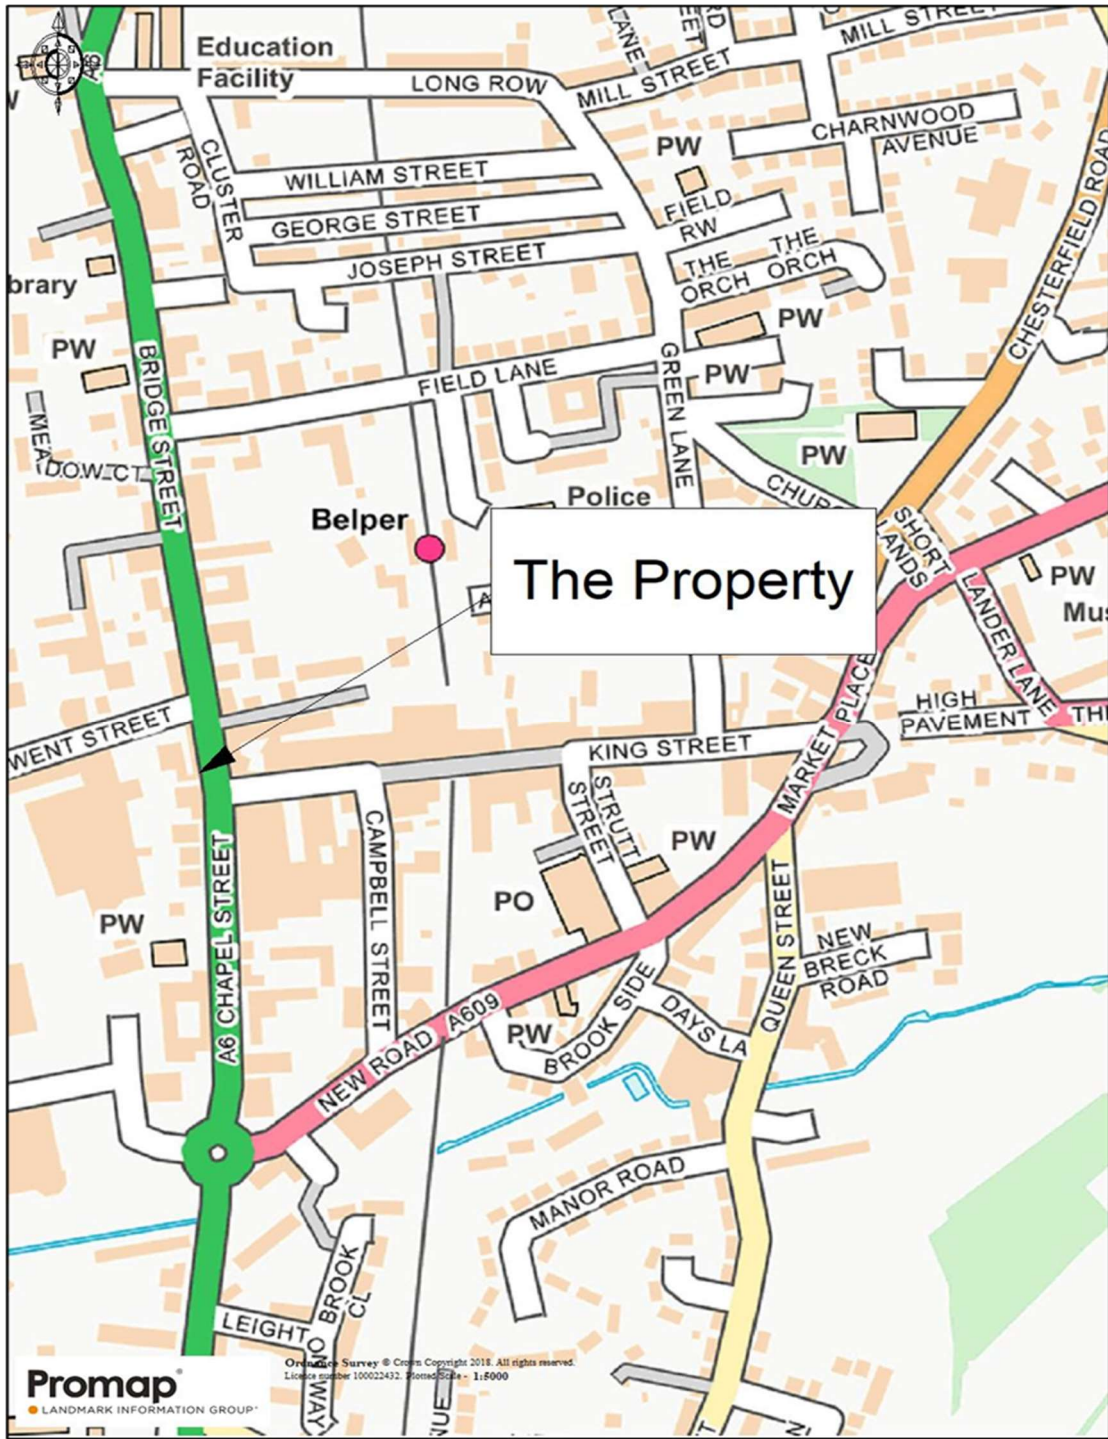 A6
Education
Facility
LONG ROW
MILL STREET
MILL STREET
LANE
CLUSTER
ROAD
WILLIAM STREET
GEORGE STREET
JOSEPH STREET
PW
CHARNWOOD
AVENUE
FIELD
RW
THE
ORCH
THE
ORCH
CHESTERFIELD ROAD
brary
PW
PW
BRIDGE STREET
FIELD LANE
GREEN LANE
PW
MEADOW CT
PW
Belper
Police
CHURC
SHORT
LANDS
The Property
PW
Mus
LANDER LANE
WENT STREET
KING STREET
MARKET PLACE
HIGH
PAVEMENT
THE
STRUTT
STREET
CAMPBELL STREET
PW
PO
A6 CHAPEL STREET
PW
QUEEN STREET
NEW
BRECK
ROAD
NEW ROAD A609
PW
BROOK SIDE
DAYS LA
MANOR ROAD
BROOK
CL
LEIGHTON WAY
Promap®
LANDMARK INFORMATION GROUP®
Ordnance Survey © Crown Copyright 2018. All rights reserved.
Licence number 100022432. Plotted Scale - 1:5000